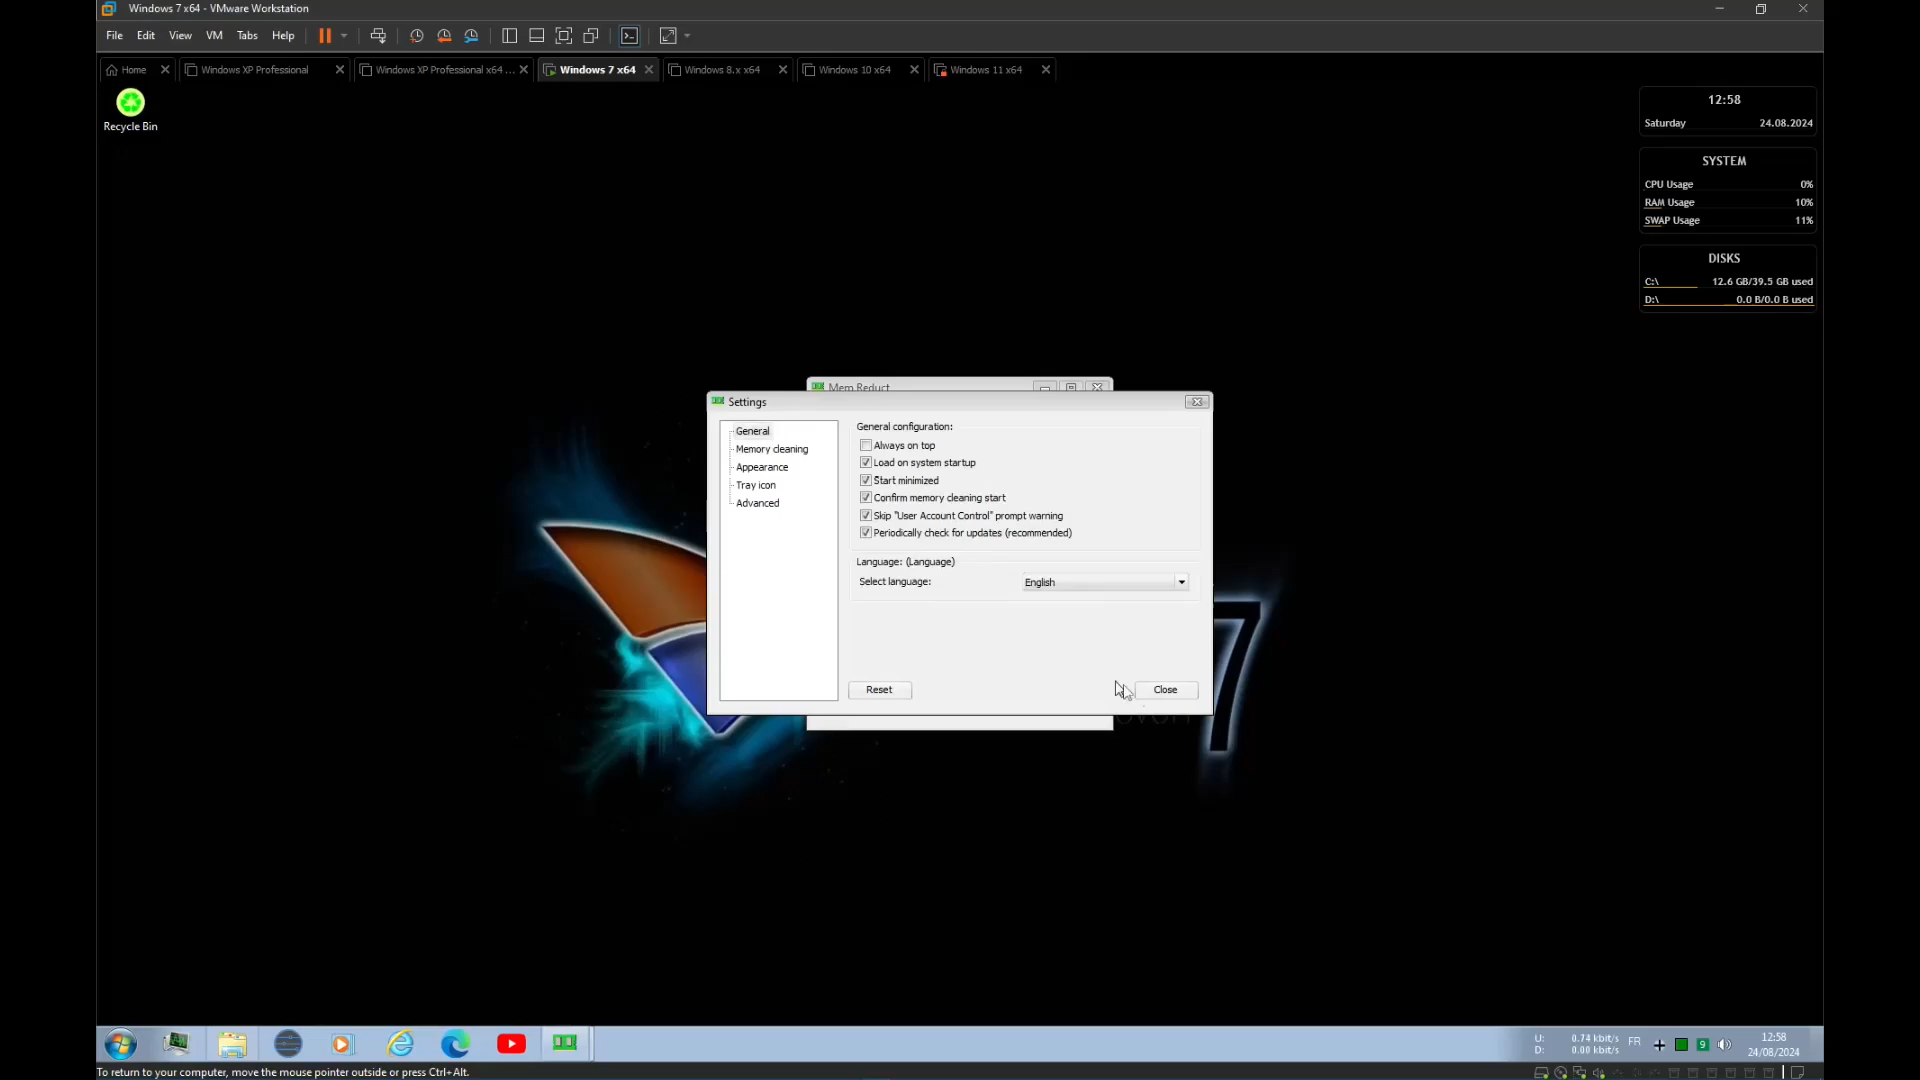 Windows 7 x64 - VMware Workstation
File Edit View VM Tabs Help
Home Windows XP Professional Windows XP Professional x64 ... Windows 7 x64 Windows 8.x x64 Windows 10 x64 Windows 11 x64
Recycle Bin
12:58
Saturday 24.08.2024
SYSTEM
CPU Usage 0%
RAM Usage 10%
SWAP Usage 11%
DISKS
C:\ 12.6 GB/39.5 GB used
D:\ 0.0 B/0.0 B used
Mem Reduct
Settings
General
Memory cleaning
Appearance
Tray icon
Advanced
General configuration:
Always on top
Load on system startup
Start minimized
Confirm memory cleaning start
Skip "User Account Control" prompt warning
Periodically check for updates (recommended)
Language: (Language)
Select language: English
Reset Close
7
U: 0.74 kbit/s
D: 0.00 kbit/s
FR
9
12:58
24/08/2024
To return to your computer, move the mouse pointer outside or press Ctrl+Alt.